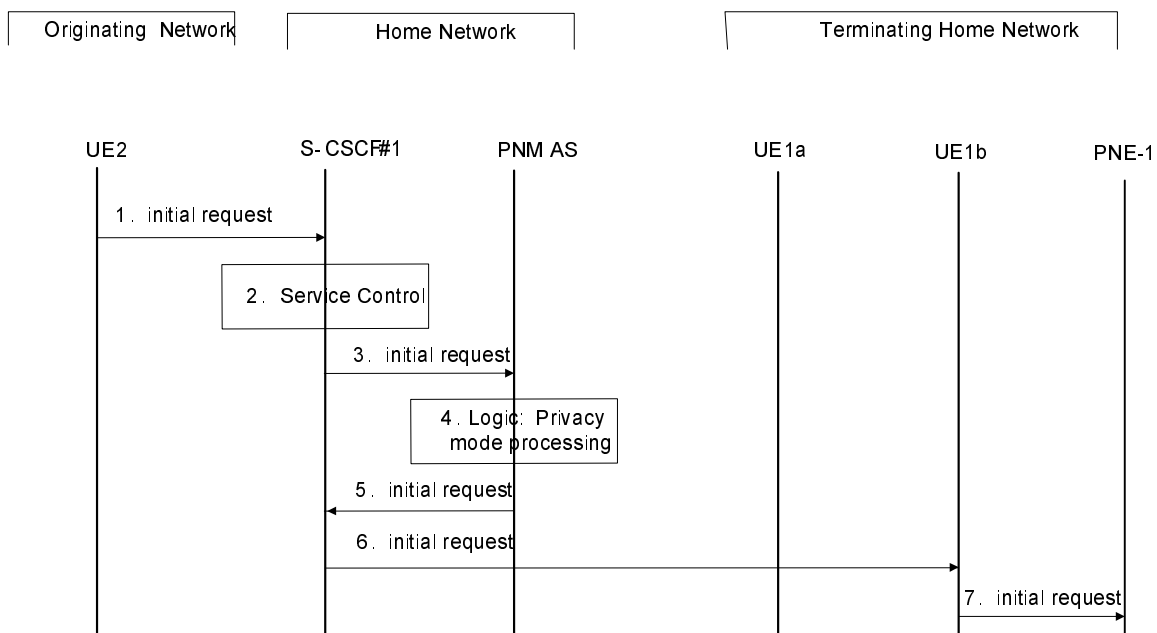 Originating Network
Home Network
Terminating Home Network
UE2
S-CSCF#1
PNM AS
UE1a
UE1b
PNE-1
1. initial request
2. Service Control
3. initial request
4. Logic: Privacy
mode processing
5. initial request
6. initial request
7. initial request